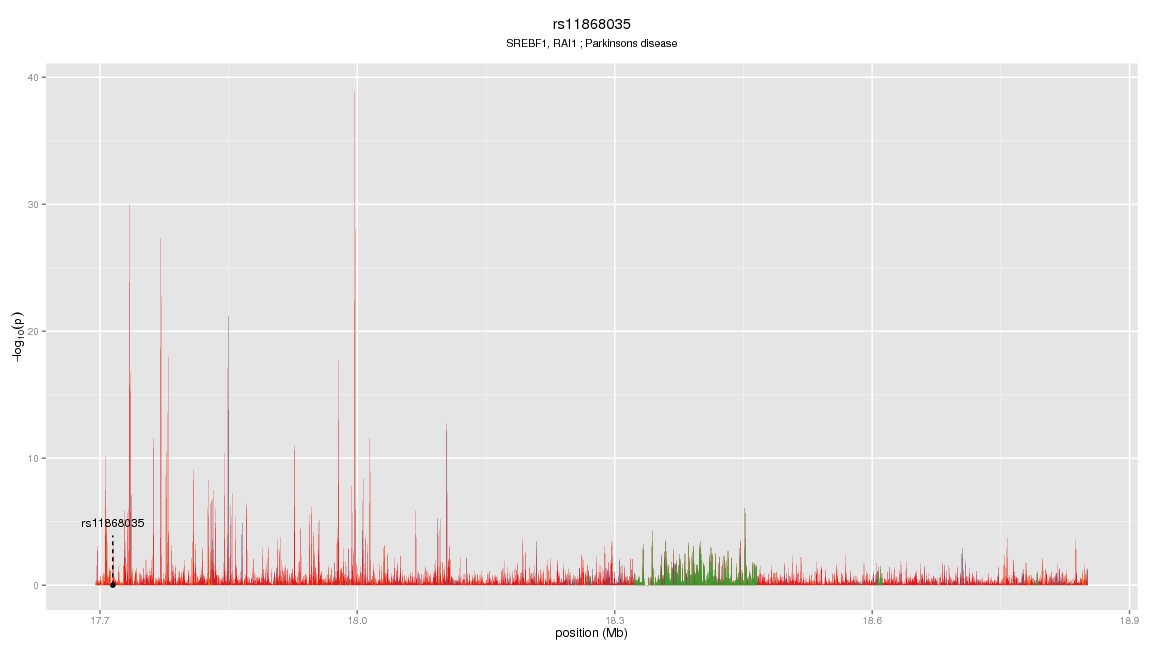 rs11868035
SREBF1, RAI1 ; Parkinsons disease
40
30
20
10
0
−log10(p)
rs11868035
17.7 18.0 18.3 18.6 18.9
position (Mb)